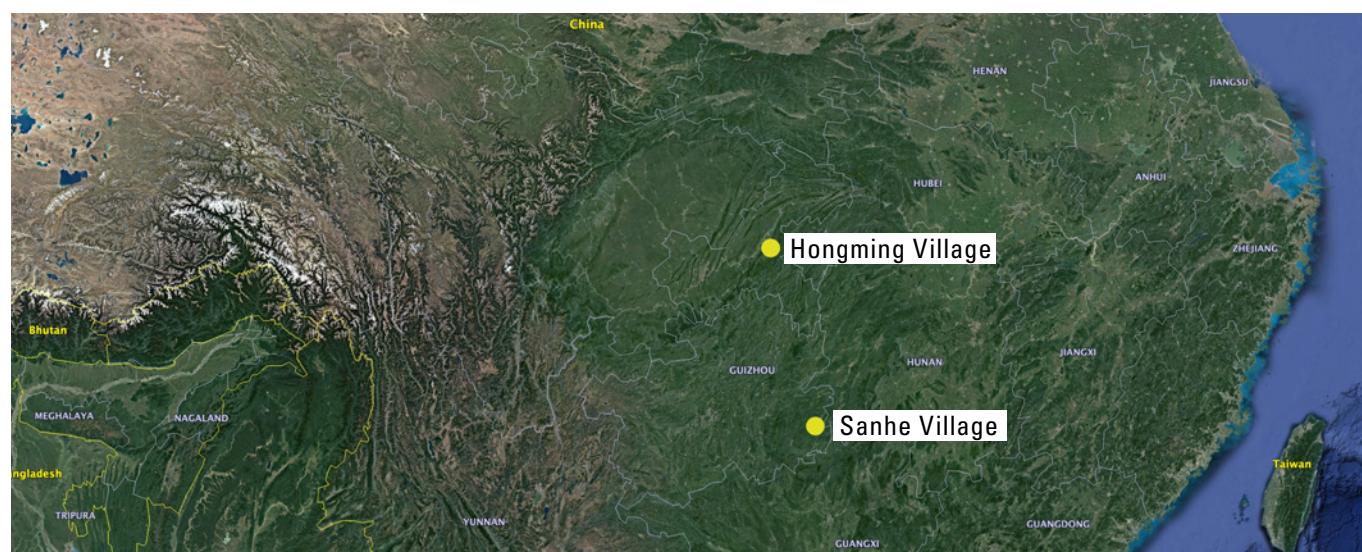 China
HENAN
JIANGSU
HUBEI
ANHUI
Hongming Village
ZHEJIANG
Bhutan
GUIZHOU
HUNAN
JIANGXI
MEGHALAYA
NAGALAND
Sanhe Village
Taiwan
ngladesh
TRIPURA
YUNNAN
GUANGDONG
GUANGXI